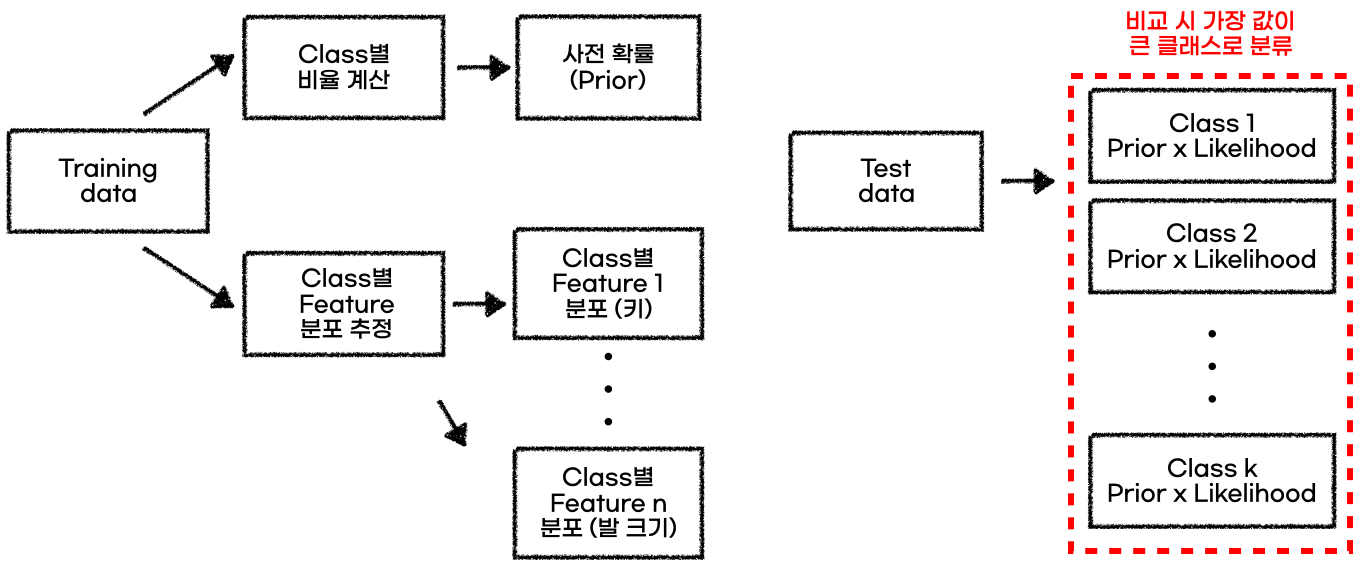 Class별
비율 계산
사전 확률
(Prior)
Training
data
Class별
Feature
분포 추정
Class별
Feature 1
분포 (키)
Class별
Feature n
분포 (발 크기)
비교 시 가장 값이
큰 클래스로 분류
Test
data
Class 1
Prior x Likelihood
Class 2
Prior x Likelihood
Class k
Prior x Likelihood